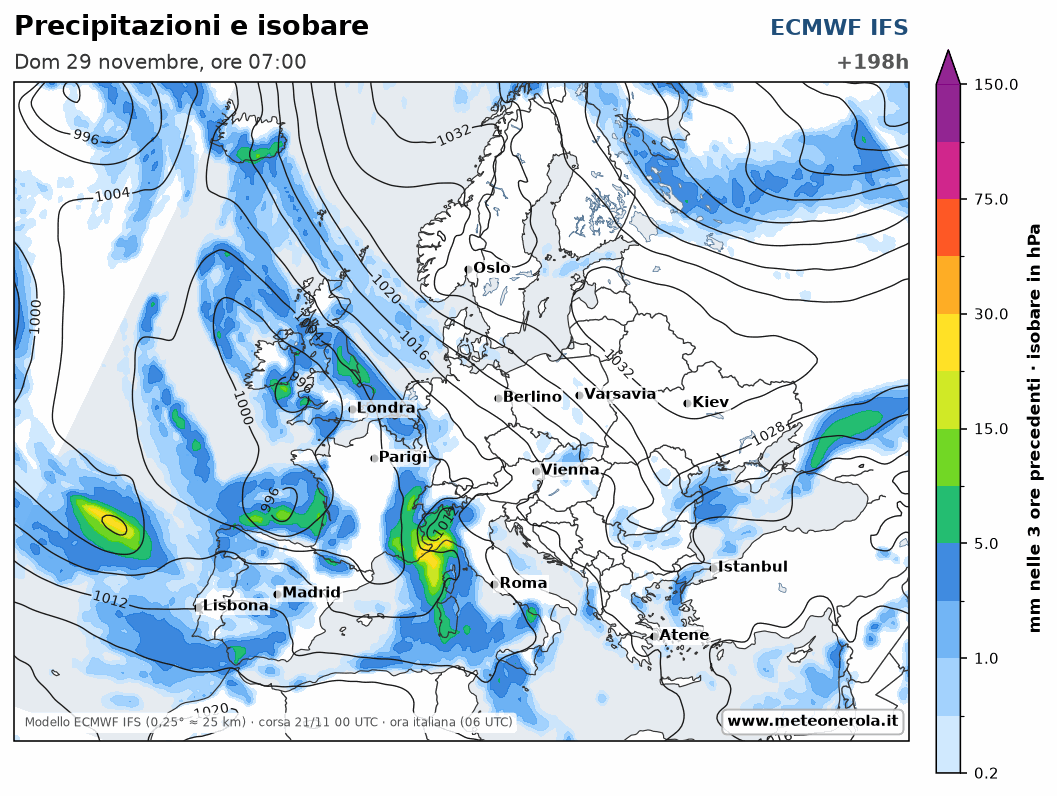 Precipitazioni e isobare
ECMWF IFS
Dom 29 novembre, ore 07:00
+198h
150.0
75.0
30.0
15.0
5.0
1.0
0.2
mm nelle 3 ore precedenti · isobare in hPa
996
1032
1004
1000
1020
1016
1004
1032
996
1000
1028
996
1012
1012
1020
1016
Oslo
Londra
Berlino
Varsavia
Kiev
Parigi
Vienna
Istanbul
Roma
Madrid
Lisbona
Atene
Modello ECMWF IFS (0,25° ≈ 25 km) · corsa 21/11 00 UTC · ora italiana (06 UTC)
www.meteonerola.it